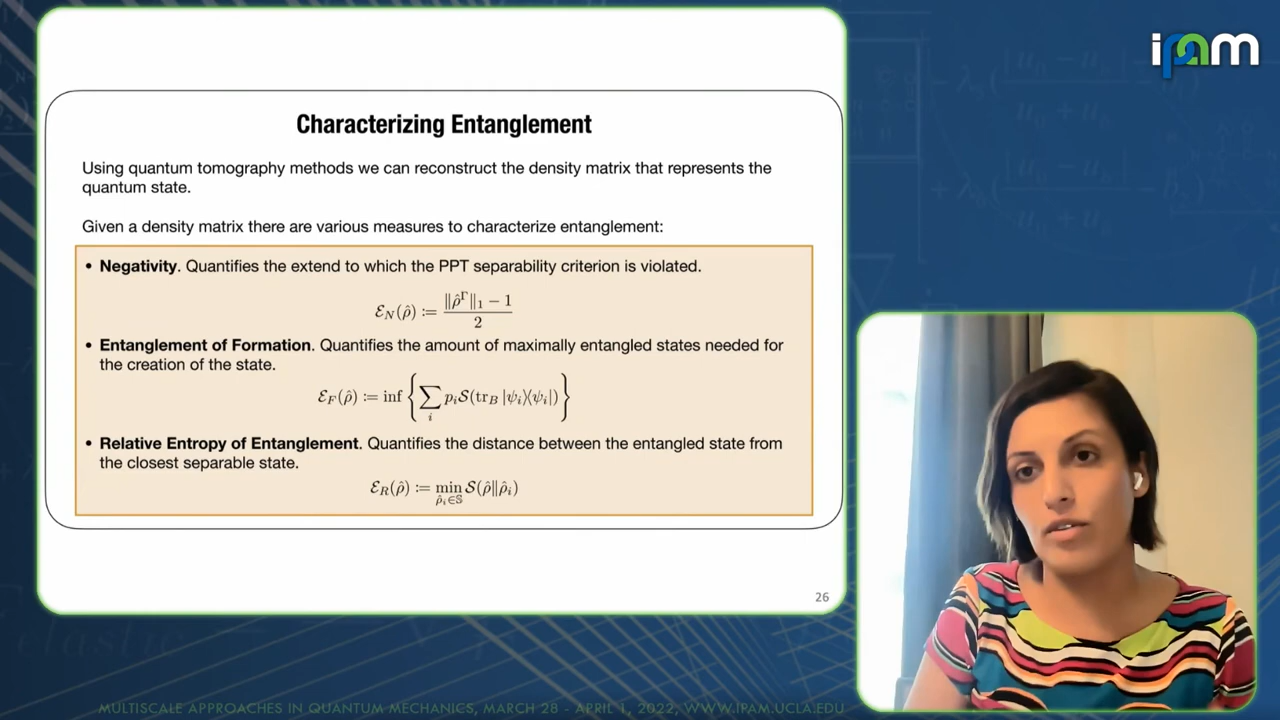 ipam
Characterizing Entanglement
Using quantum tomography methods we can reconstruct the density matrix that represents the
quantum state.
Given a density matrix there are various measures to characterize entanglement:
• Negativity. Quantifies the extend to which the PPT separability criterion is violated.
ℰ_N(ρ̂) := (‖ρ̂^Γ‖₁ − 1) / 2
• Entanglement of Formation. Quantifies the amount of maximally entangled states needed for
the creation of the state.
ℰ_F(ρ̂) := inf { ∑_i p_i 𝒮(tr_B |ψ_i⟩⟨ψ_i|) }
• Relative Entropy of Entanglement. Quantifies the distance between the entangled state from
the closest separable state.
ℰ_R(ρ̂) := min_{ρ̂_i∈𝕊} 𝒮(ρ̂‖ρ̂_i)
26
elastic
MULTISCALE APPROACHES IN QUANTUM MECHANICS, MARCH 28 - APRIL 1, 2022, WWW.IPAM.UCLA.EDU